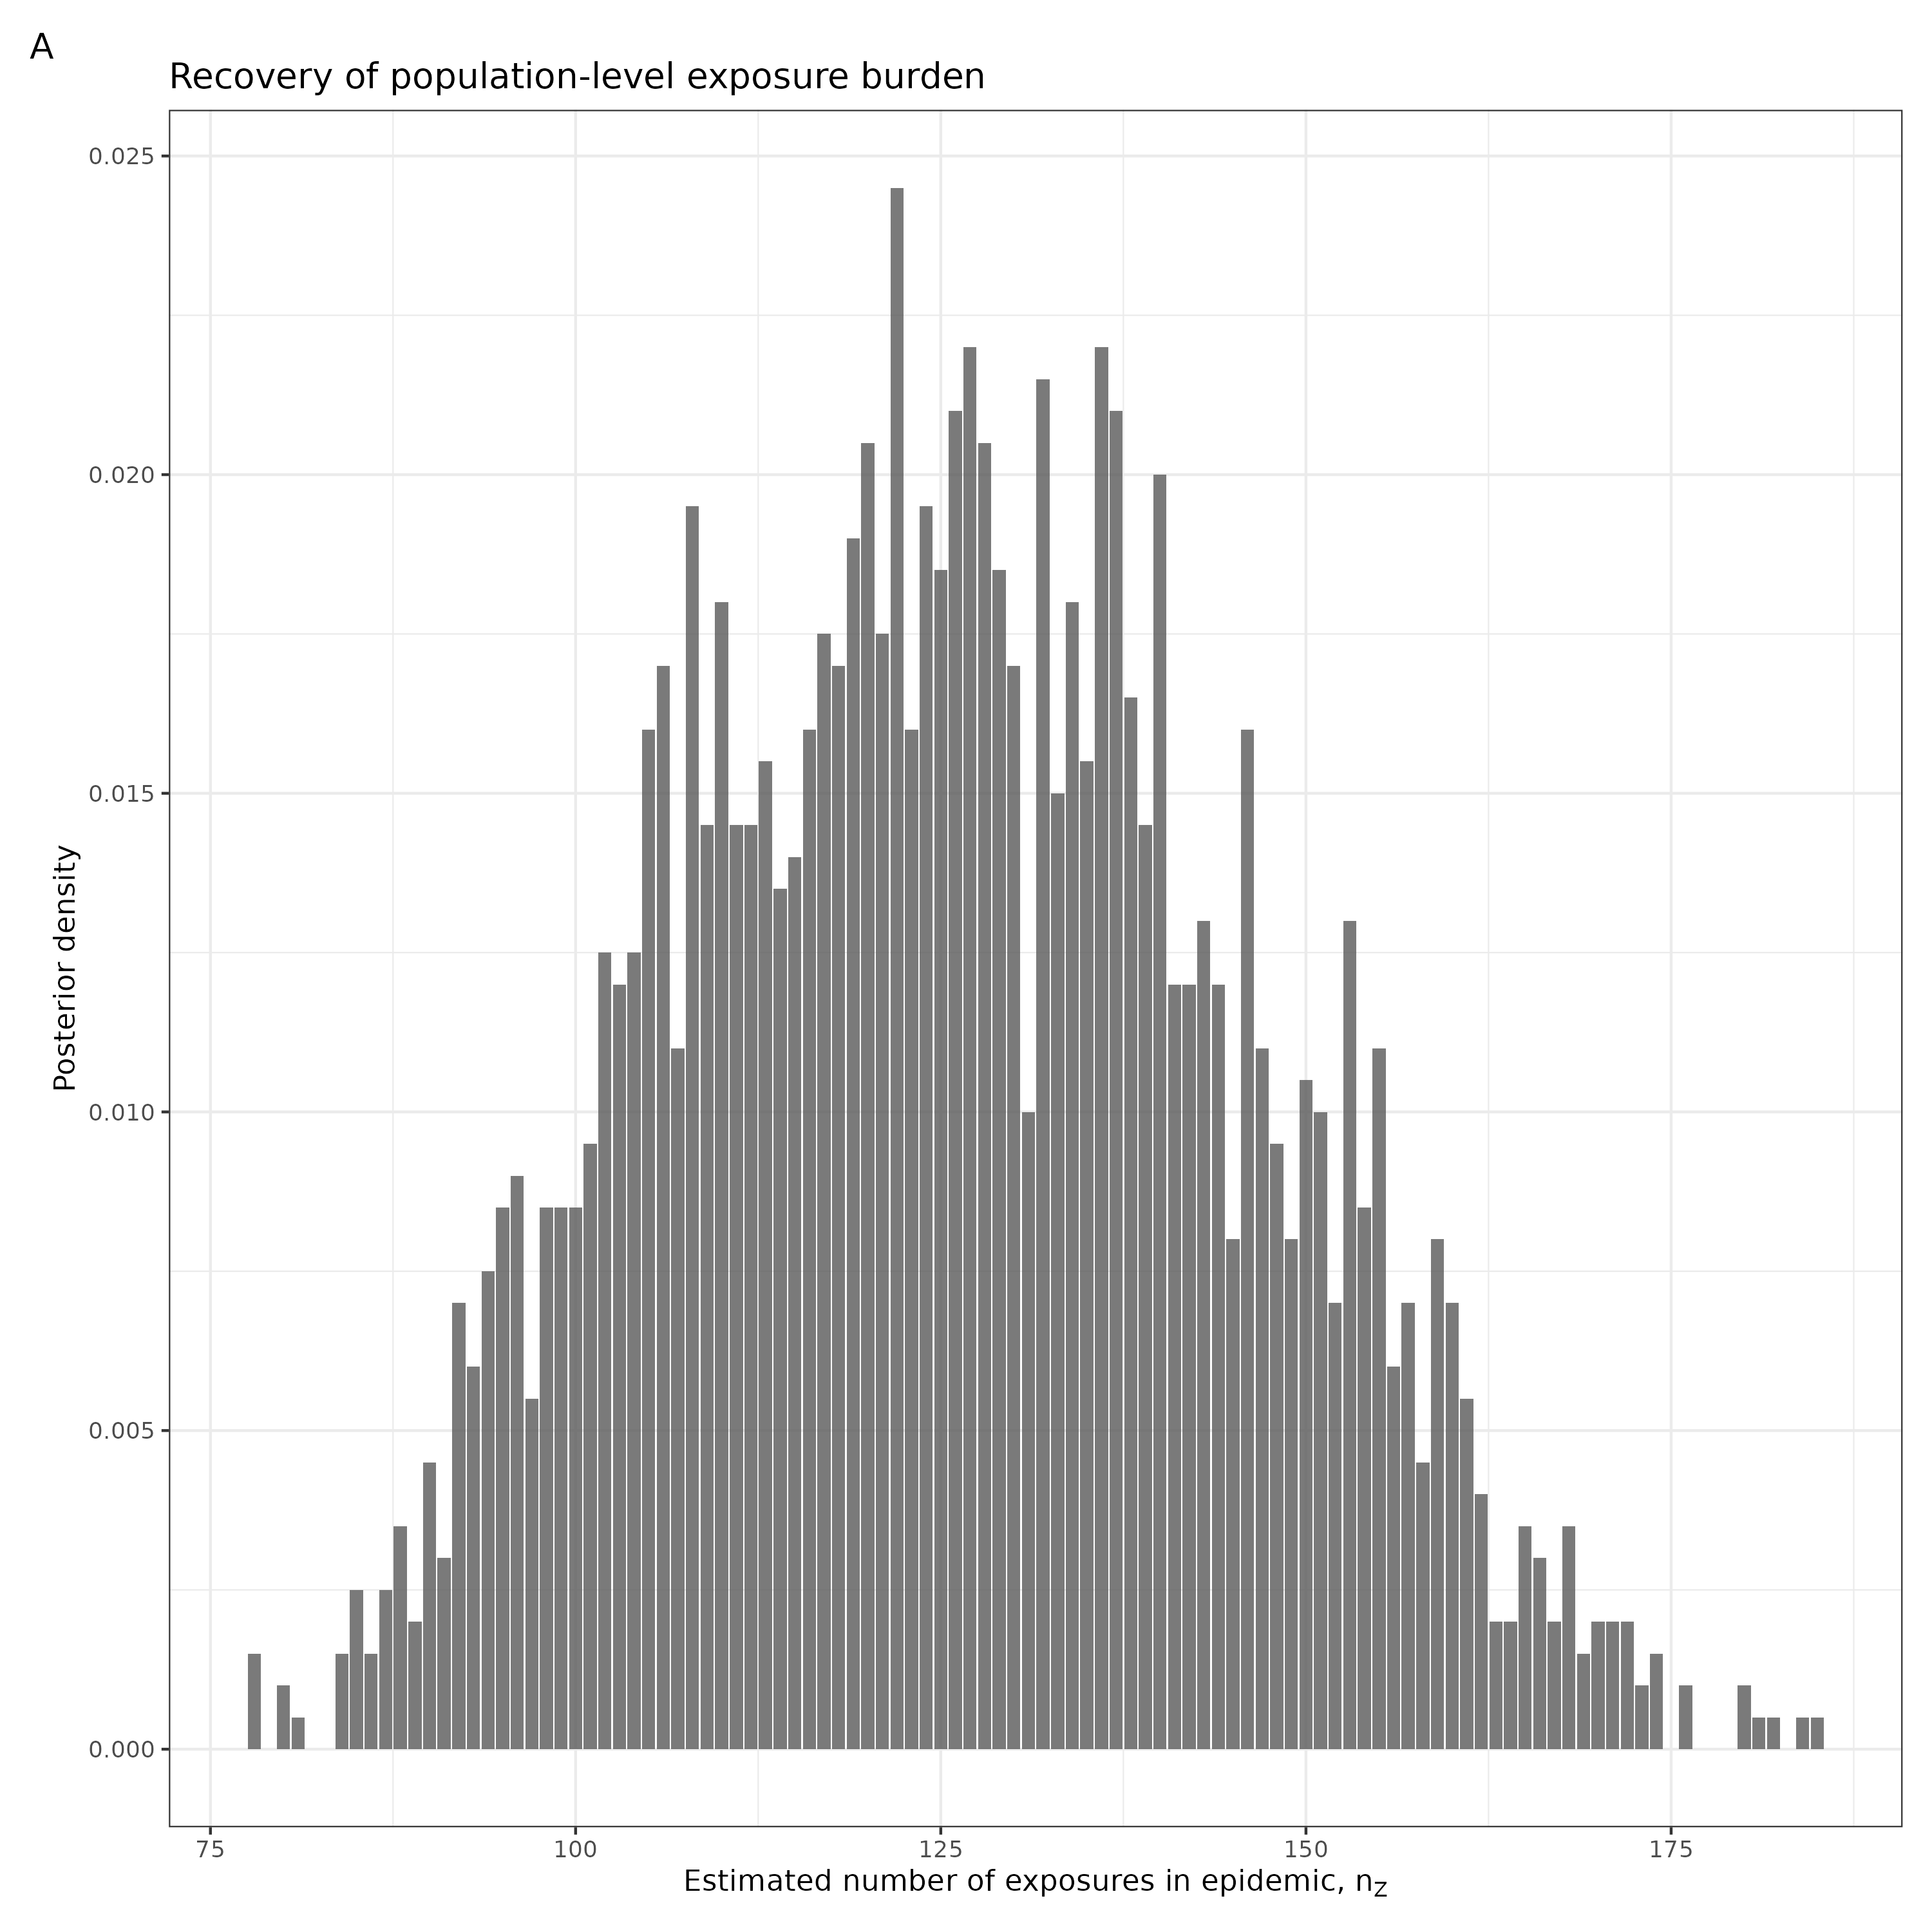 A
Recovery of population-level exposure burden
0.025
0.020
0.015
0.010
0.005
0.000
Posterior density
75 100 125 150 175
Estimated number of exposures in epidemic, nZ